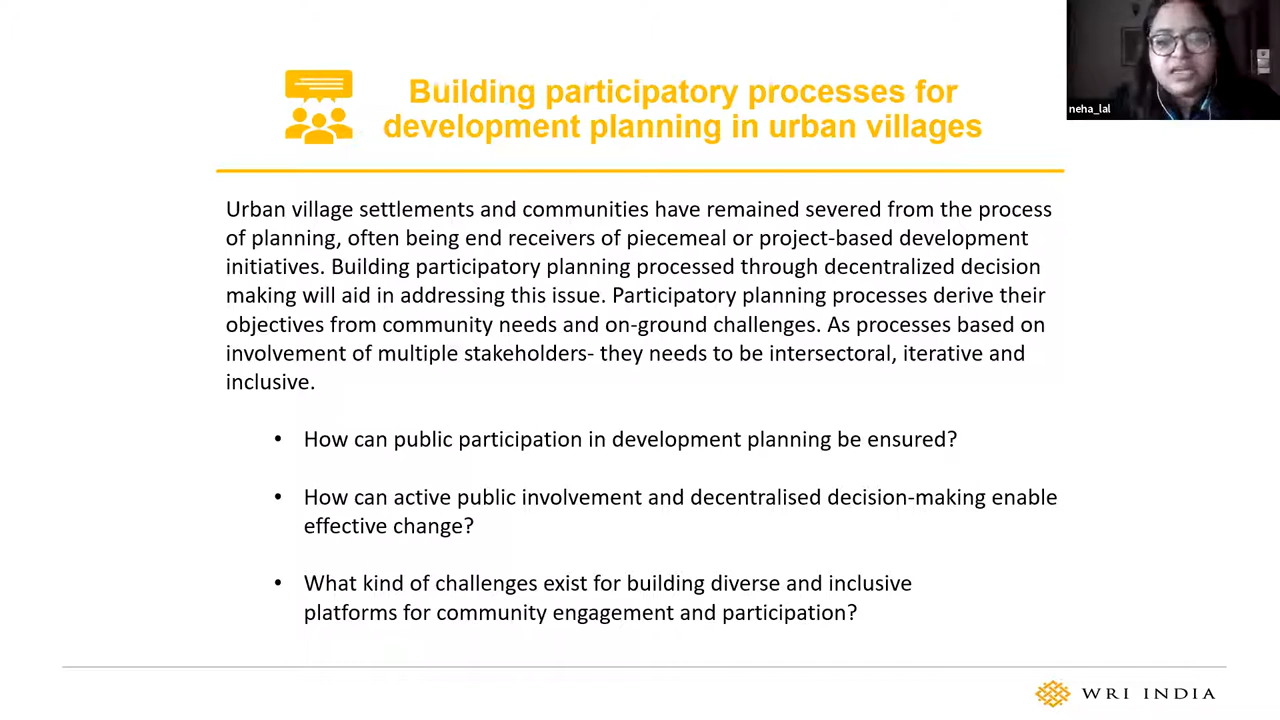 Building participatory processes for
development planning in urban villages
neha_lal
Urban village settlements and communities have remained severed from the process
of planning, often being end receivers of piecemeal or project-based development
initiatives. Building participatory planning processed through decentralized decision
making will aid in addressing this issue. Participatory planning processes derive their
objectives from community needs and on-ground challenges. As processes based on
involvement of multiple stakeholders- they needs to be intersectoral, iterative and
inclusive.
• How can public participation in development planning be ensured?
• How can active public involvement and decentralised decision-making enable
effective change?
• What kind of challenges exist for building diverse and inclusive
platforms for community engagement and participation?
WRI INDIA